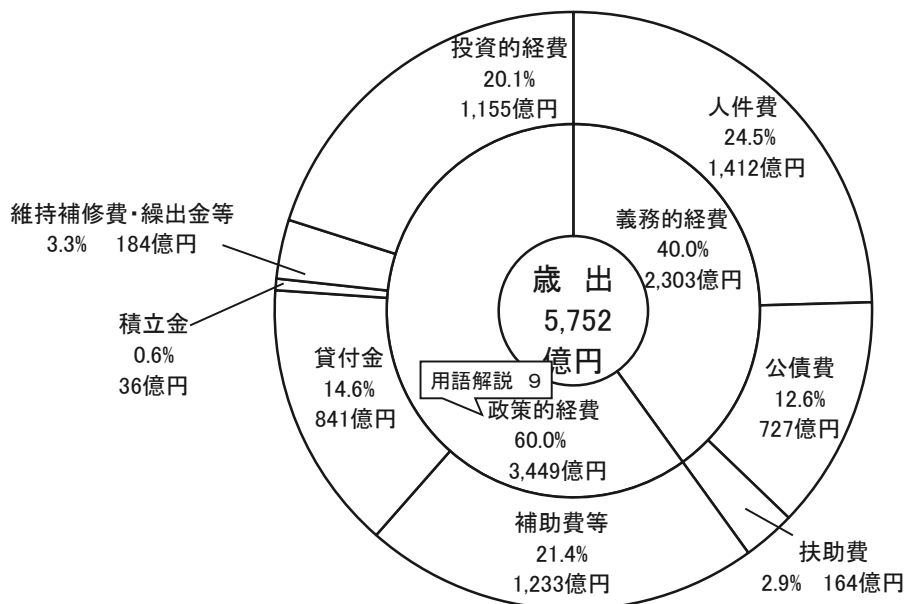 投資的経費
20.1%
1,155億円
人件費
24.5%
1,412億円
維持補修費・繰出金等
3.3% 184億円
義務的経費
40.0%
2,303億円
歳 出
5,752
億円
積立金
0.6%
36億円
貸付金
14.6%
841億円
用語解説 9
政策的経費
60.0%
3,449億円
公債費
12.6%
727億円
補助費等
21.4%
1,233億円
扶助費
2.9% 164億円